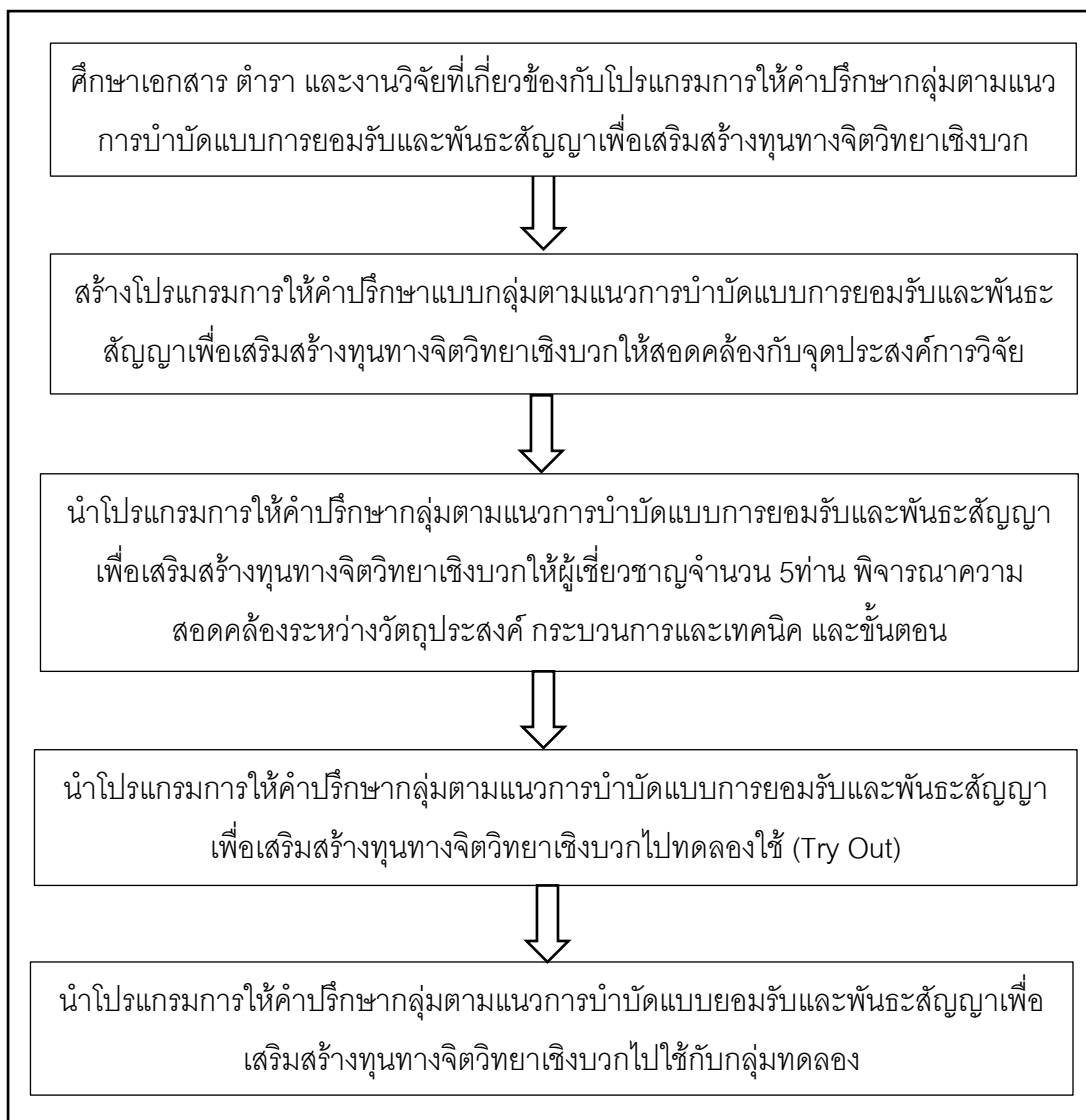 ศึกษาเอกสาร ตำรา และงานวิจัยที่เกี่ยวข้องกับโปรแกรมการให้คำปรึกษากลุ่มตามแนว
การบำบัดแบบการยอมรับและพันธะสัญญาเพื่อเสริมสร้างทุนทางจิตวิทยาเชิงบวก
สร้างโปรแกรมการให้คำปรึกษาแบบกลุ่มตามแนวการบำบัดแบบการยอมรับและพันธะ
สัญญาเพื่อเสริมสร้างทุนทางจิตวิทยาเชิงบวกให้สอดคล้องกับจุดประสงค์การวิจัย
นำโปรแกรมการให้คำปรึกษากลุ่มตามแนวการบำบัดแบบการยอมรับและพันธะสัญญา
เพื่อเสริมสร้างทุนทางจิตวิทยาเชิงบวกให้ผู้เชี่ยวชาญจำนวน 5ท่าน พิจารณาความ
สอดคล้องระหว่างวัตถุประสงค์ กระบวนการและเทคนิค และขั้นตอน
นำโปรแกรมการให้คำปรึกษากลุ่มตามแนวการบำบัดแบบการยอมรับและพันธะสัญญา
เพื่อเสริมสร้างทุนทางจิตวิทยาเชิงบวกไปทดลองใช้ (Try Out)
นำโปรแกรมการให้คำปรึกษากลุ่มตามแนวการบำบัดแบบยอมรับและพันธะสัญญาเพื่อ
เสริมสร้างทุนทางจิตวิทยาเชิงบวกไปใช้กับกลุ่มทดลอง